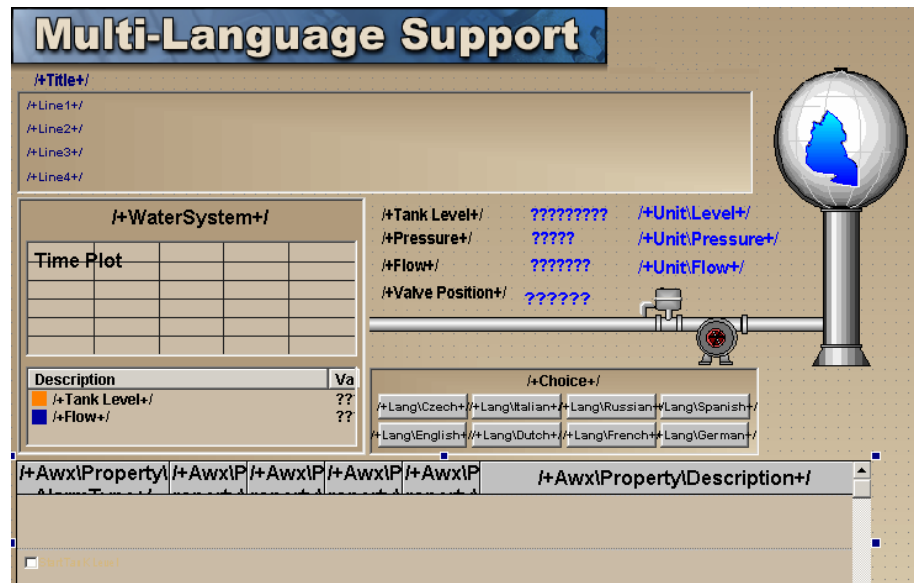 Multi-Language Support
/+Title+/
/+Line1+/
/+Line2+/
/+Line3+/
/+Line4+/
/+WaterSystem+/
Time Plot
Description Va
/+Tank Level+/ ??
/+Flow+/ ??
/+Tank Level+/ ????????? /+Unit\Level+/
/+Pressure+/ ????? /+Unit\Pressure+/
/+Flow+/ ??????? /+Unit\Flow+/
/+Valve Position+/ ??????
/+Choice+/
/+Lang\Czech+/ /+Lang\Italian+/ /+Lang\Russian+/ /+Lang\Spanish+/
/+Lang\English+/ /+Lang\Dutch+/ /+Lang\French+/ /+Lang\German+/
/+Awx\Property\ /+Awx\P /+Awx\P /+Awx\P /+Awx\P /+Awx\Property\Description+/